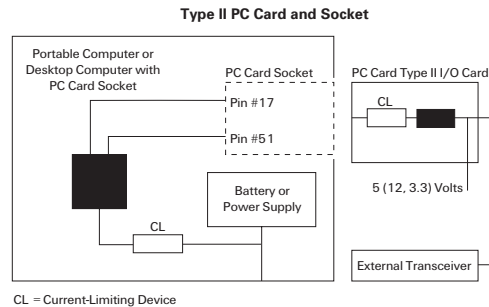 Type II PC Card and Socket
Portable Computer or
Desktop Computer with
PC Card Socket
PC Card Socket
PC Card Type II I/O Card
Pin #17
CL
Pin #51
5 (12, 3.3) Volts
Battery or
Power Supply
CL
External Transceiver
CL = Current-Limiting Device